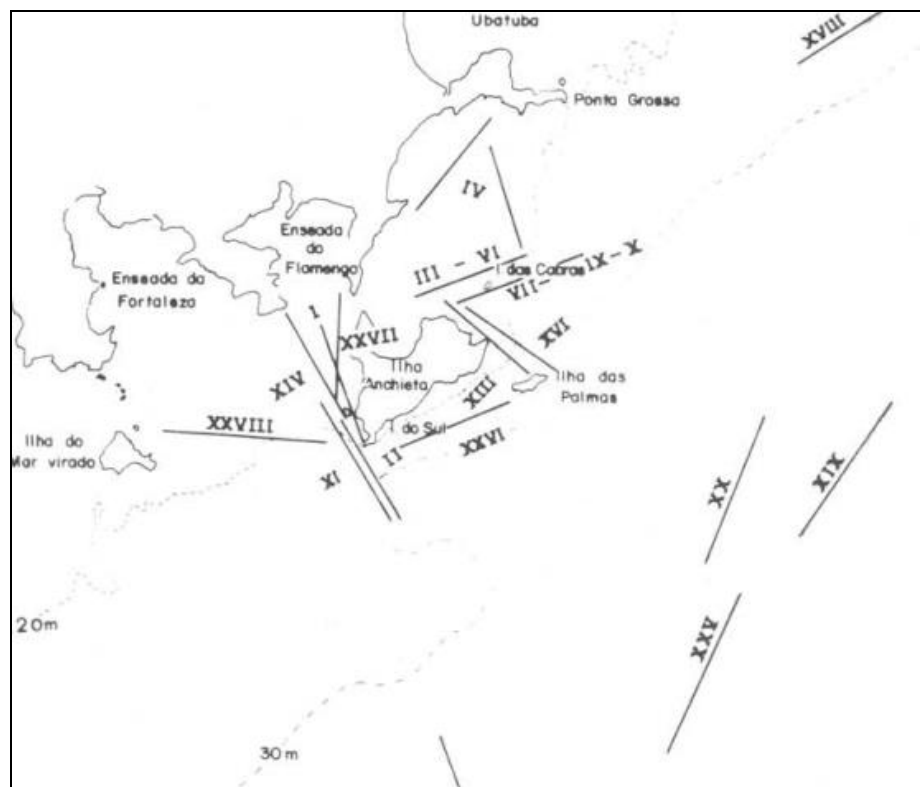 Ubatuba
XVIII
Ponta Grossa
IV
Enseada
do
Flamengo
III - VI
I das Cabras
VII - IX - X
Enseada da
Fortaleza
I
XXVII
XVI
Ilha
Anchieta
XIV
XIII
Ilha das
Palmas
XXVIII
I do Sul
XXVI
II
Ilha do
Mar virado
XI
XX
XIX
20m
XXV
30m